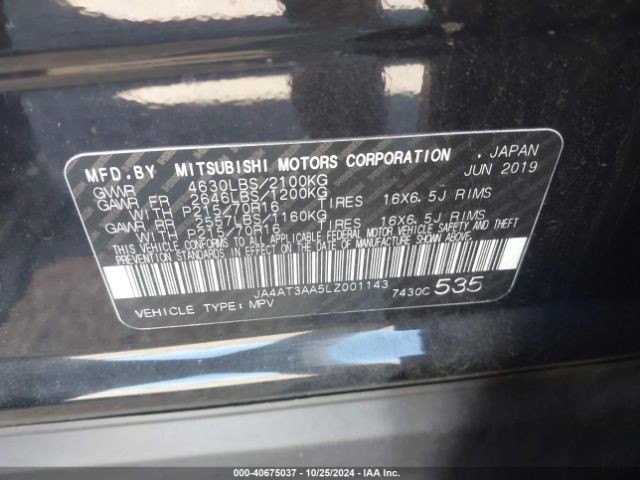 MFD.BY MITSUBISHI MOTORS CORPORATION , JAPAN
JUN 2019
GVWR 4630LBS/2100KG
GAWR FR 2646LBS/1200KG
WITH P215/70R16 TIRES 16X6.5J RIMS
GAWR RR LBS/1160KG
WITH P215/70R16 TIRES 16X6.5J RIMS
THIS VEHICLE CONFORMS TO ALL APPLICABLE FEDERAL MOTOR VEHICLE SAFETY AND THEFT
PREVENTION STANDARDS IN EFFECT ON THE DATE OF MANUFACTURE SHOWN ABOVE.
JA4AT3AA5LZ001143
VEHICLE TYPE: MPV 7430C 535
000-40675037 - 10/25/2024 - IAA Inc.